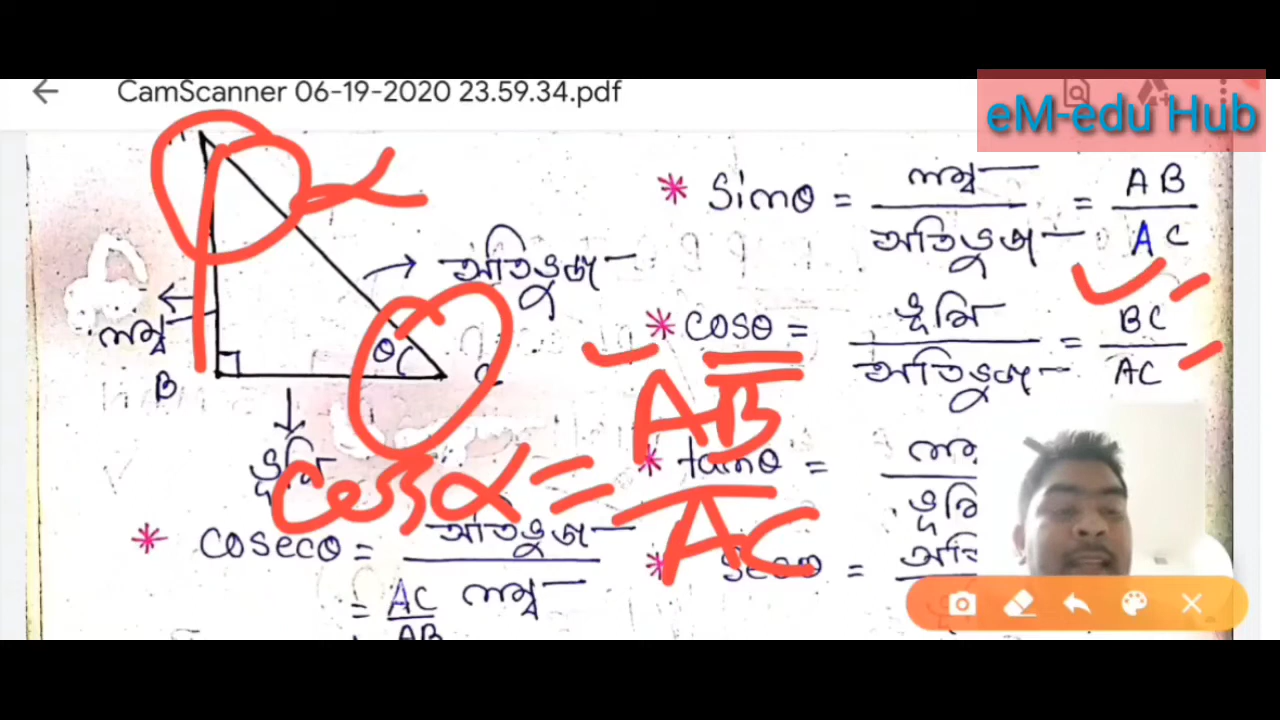 CamScanner 06-19-2020 23.59.34.pdf
eM-edu Hub
* Sinθ = লম্ব / অতিভুজ = AB / AC
α
অতিভুজ
লম্ব
* cosθ = ভূমি / অতিভুজ = BC / AC
θ
B
C
ভূমি
cosα = AB / AC
* tanθ =
ভূমি
* cosecθ = অতিভুজ / লম্ব
* secθ =
= AC / AB